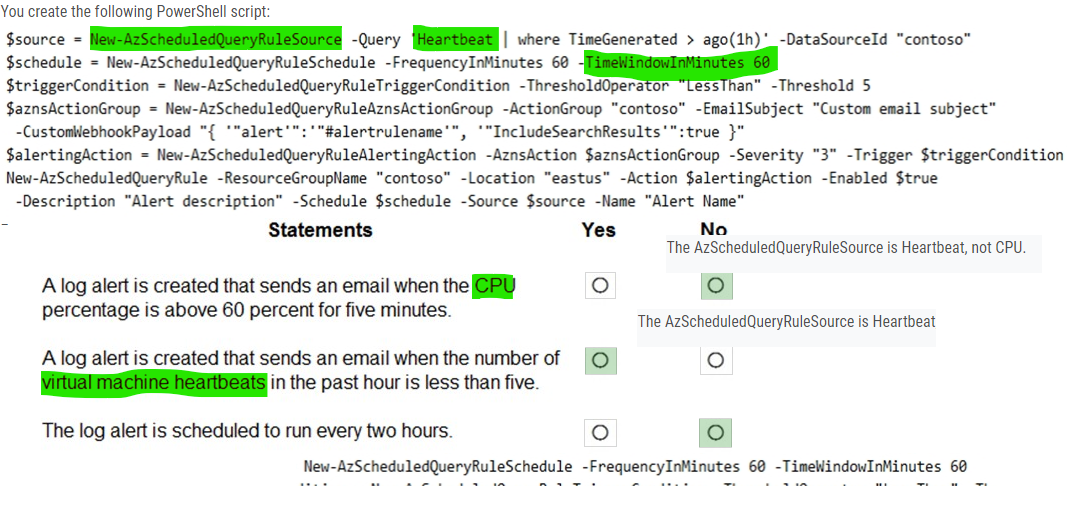 You create the following PowerShell script:
$source = New-AzScheduledQueryRuleSource -Query 'Heartbeat | where TimeGenerated > ago(1h)' -DataSourceId "contoso"
$schedule = New-AzScheduledQueryRuleSchedule -FrequencyInMinutes 60 -TimeWindowInMinutes 60
$triggerCondition = New-AzScheduledQueryRuleTriggerCondition -ThresholdOperator "LessThan" -Threshold 5
$aznsActionGroup = New-AzScheduledQueryRuleAznsActionGroup -ActionGroup "contoso" -EmailSubject "Custom email subject"
-CustomWebhookPayload "{ '"alert'":'"#alertrulename'", '"IncludeSearchResults'":true }"
$alertingAction = New-AzScheduledQueryRuleAlertingAction -AznsAction $aznsActionGroup -Severity "3" -Trigger $triggerCondition
New-AzScheduledQueryRule -ResourceGroupName "contoso" -Location "eastus" -Action $alertingAction -Enabled $true
-Description "Alert description" -Schedule $schedule -Source $source -Name "Alert Name"
Statements Yes No
The AzScheduledQueryRuleSource is Heartbeat, not CPU.
A log alert is created that sends an email when the CPU
percentage is above 60 percent for five minutes.
The AzScheduledQueryRuleSource is Heartbeat
A log alert is created that sends an email when the number of
virtual machine heartbeats in the past hour is less than five.
The log alert is scheduled to run every two hours.
New-AzScheduledQueryRuleSchedule -FrequencyInMinutes 60 -TimeWindowInMinutes 60